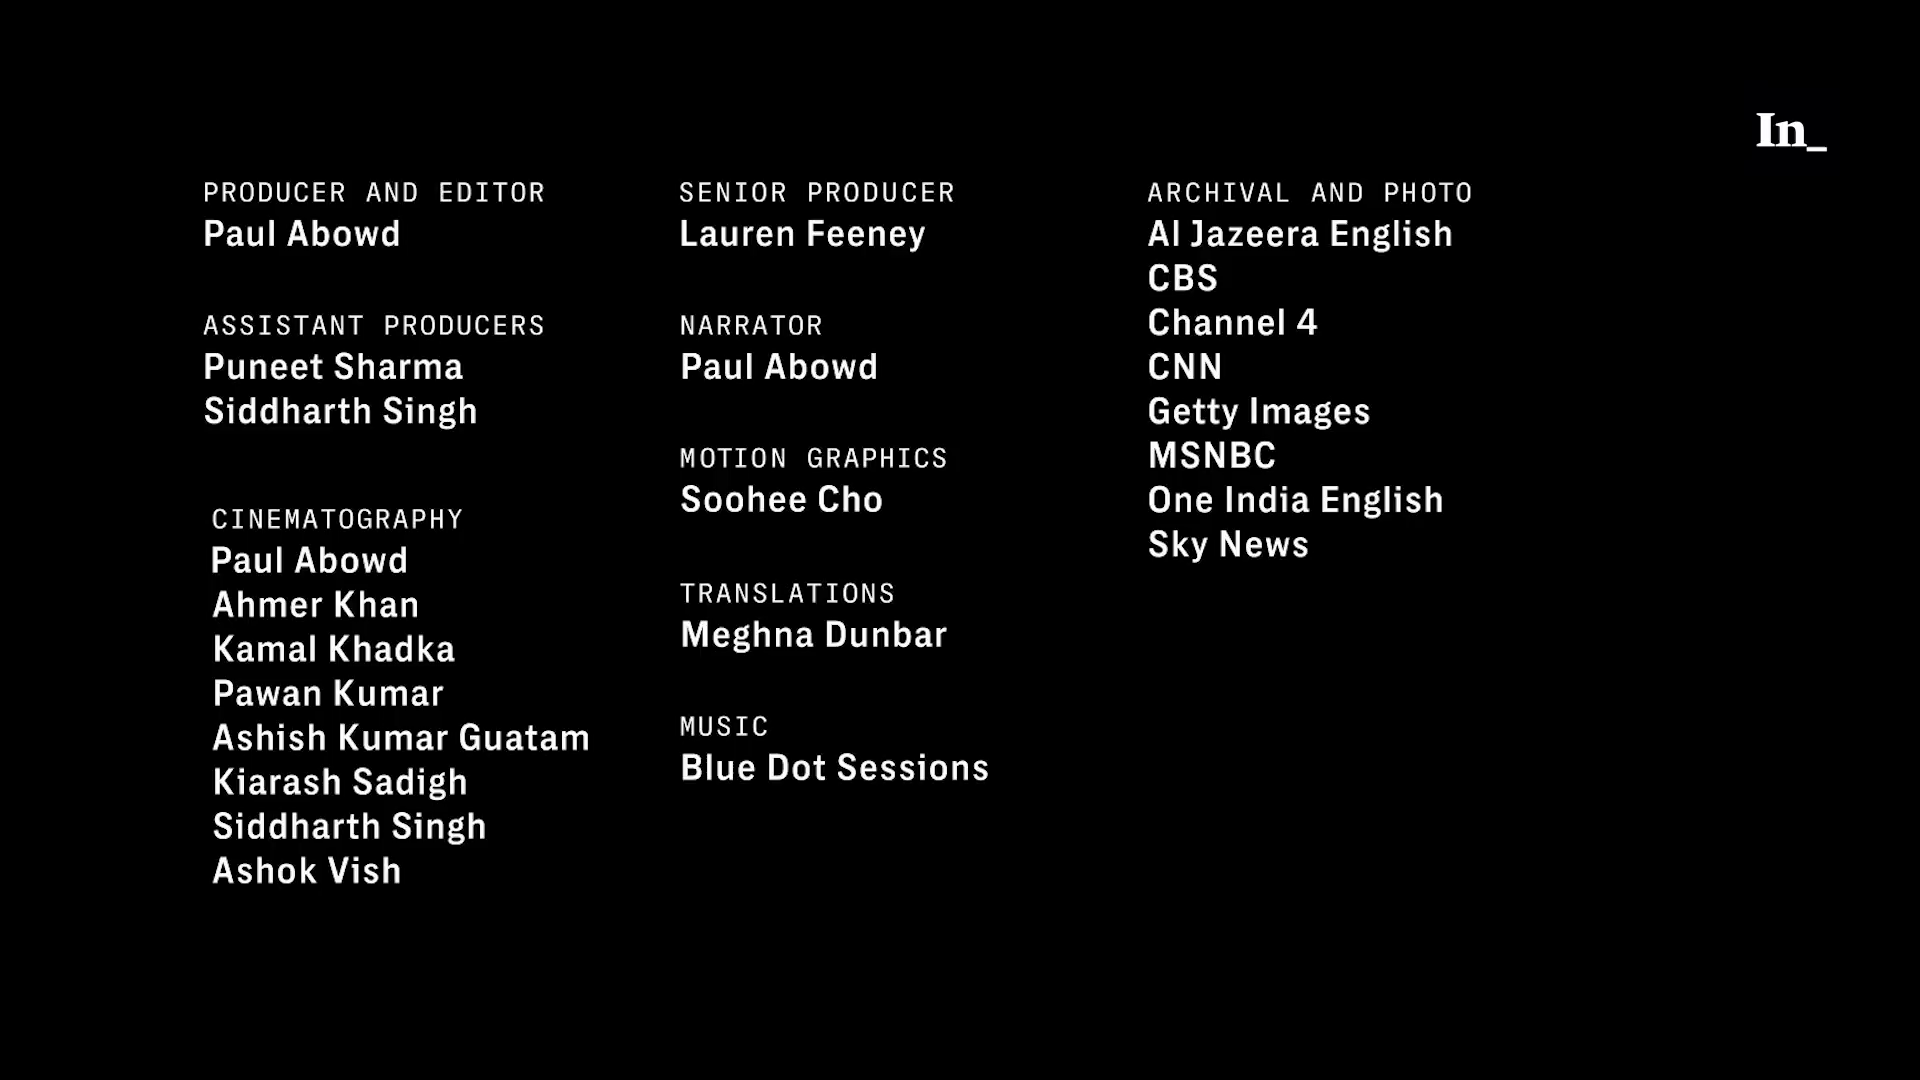 In_
PRODUCER AND EDITOR
Paul Abowd
ASSISTANT PRODUCERS
Puneet Sharma
Siddharth Singh
CINEMATOGRAPHY
Paul Abowd
Ahmer Khan
Kamal Khadka
Pawan Kumar
Ashish Kumar Guatam
Kiarash Sadigh
Siddharth Singh
Ashok Vish
SENIOR PRODUCER
Lauren Feeney
NARRATOR
Paul Abowd
MOTION GRAPHICS
Soohee Cho
TRANSLATIONS
Meghna Dunbar
MUSIC
Blue Dot Sessions
ARCHIVAL AND PHOTO
Al Jazeera English
CBS
Channel 4
CNN
Getty Images
MSNBC
One India English
Sky News